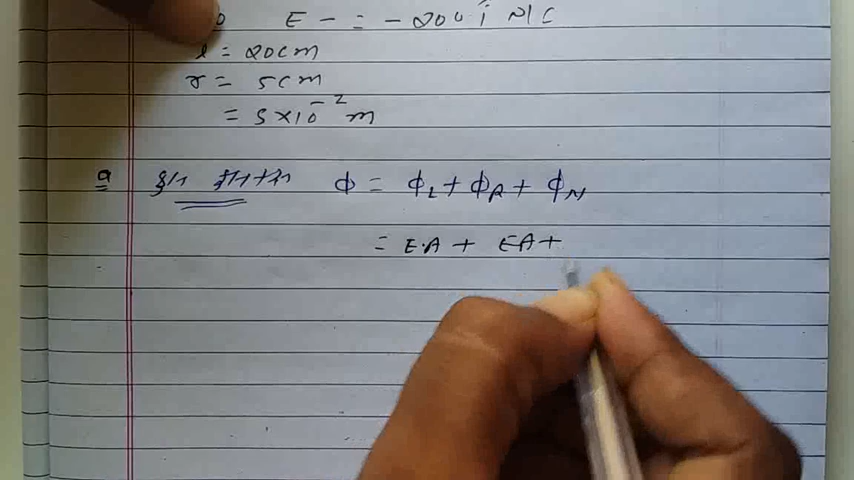 E - = - 200 î N/C
l = 20cm
r = 5cm
= 5×10⁻² m
a Φ = Φ_L + Φ_R + Φ_N
= E.A + EA +